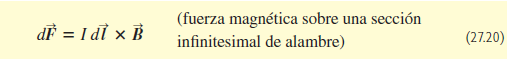 dF⃗ = I dl⃗ × B⃗
(fuerza magnética sobre una sección
infinitesimal de alambre)
(27.20)